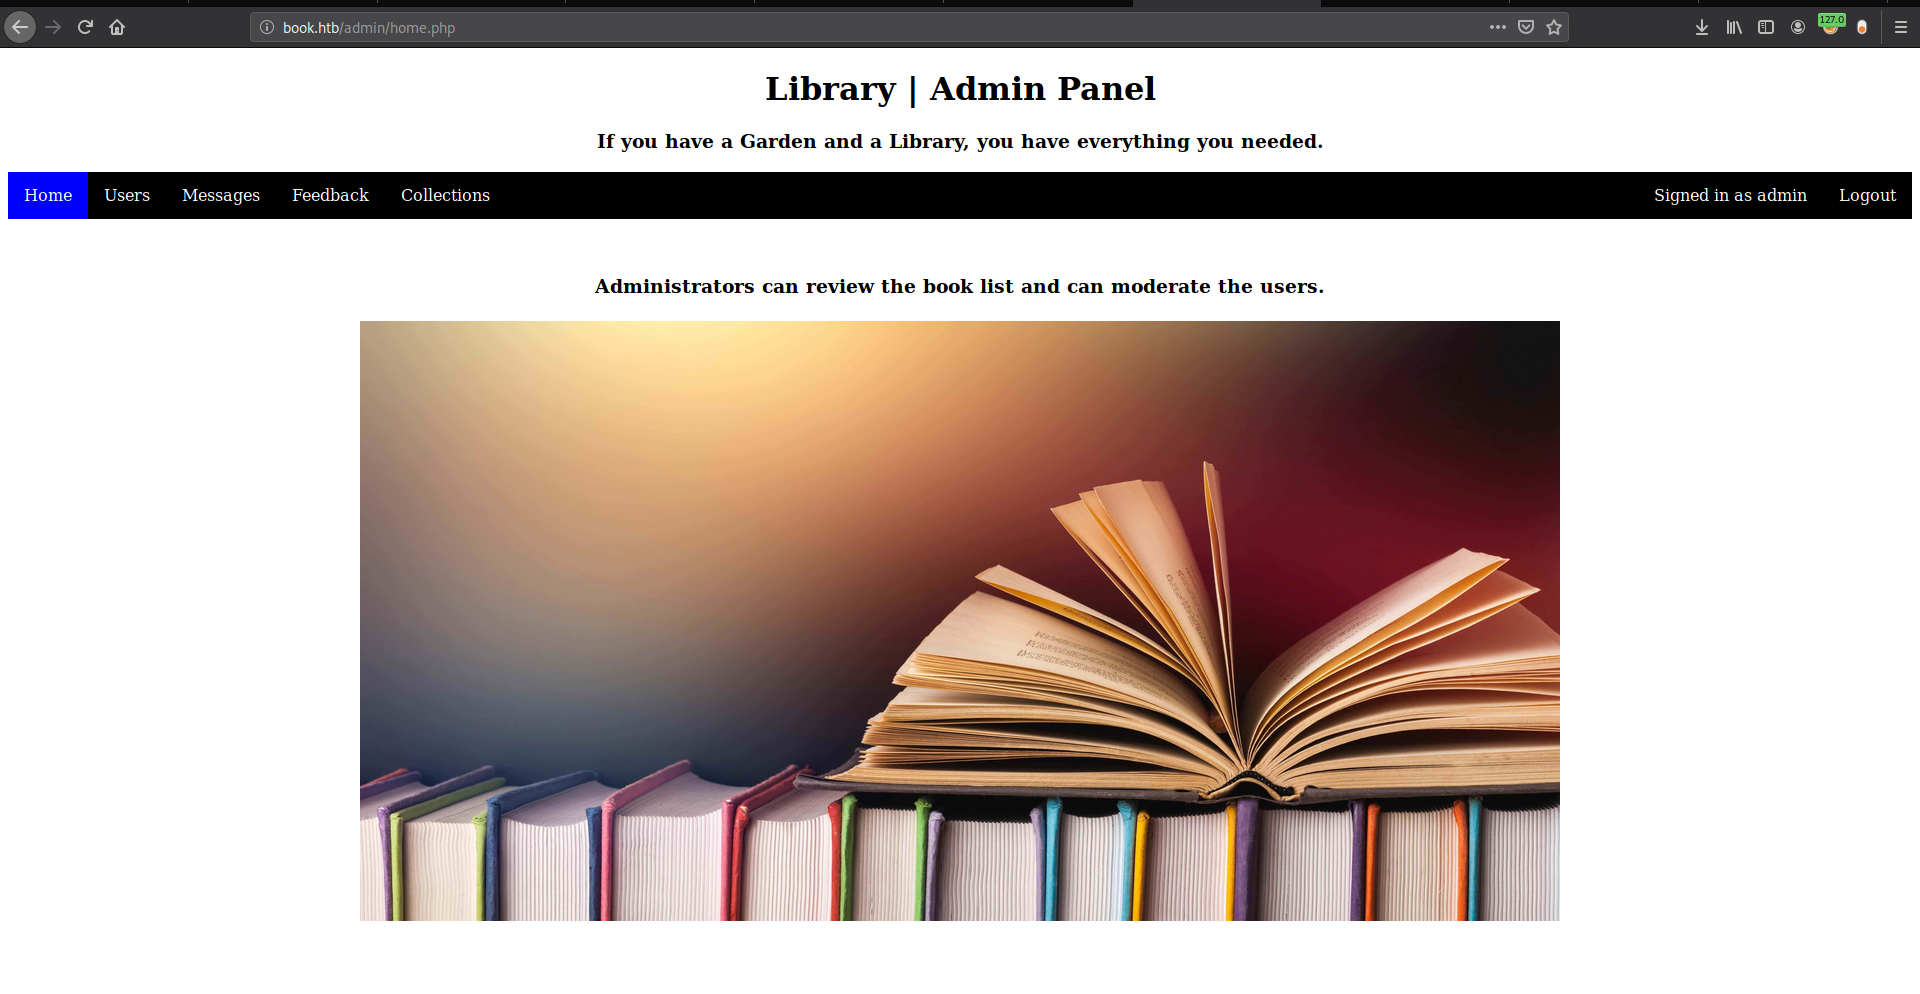 book.htb/admin/home.php
127.0
Library | Admin Panel
If you have a Garden and a Library, you have everything you needed.
Home Users Messages Feedback Collections Signed in as admin Logout
Administrators can review the book list and can moderate the users.